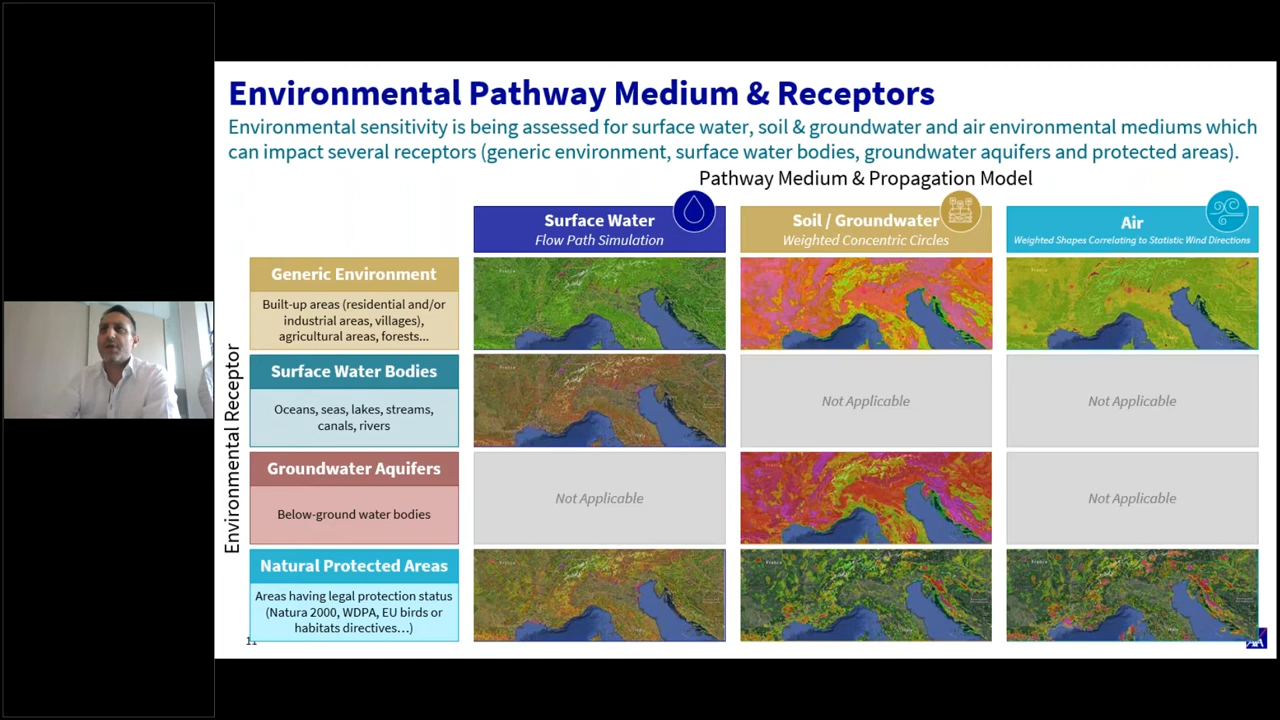 Environmental Pathway Medium & Receptors
Environmental sensitivity is being assessed for surface water, soil & groundwater and air environmental mediums which
can impact several receptors (generic environment, surface water bodies, groundwater aquifers and protected areas).
Pathway Medium & Propagation Model
Surface Water
Flow Path Simulation
Soil / Groundwater
Weighted Concentric Circles
Air
Weighted Shapes Correlating to Statistic Wind Directions
Environmental Receptor
Generic Environment
Built-up areas (residential and/or
industrial areas, villages),
agricultural areas, forests...
Surface Water Bodies
Oceans, seas, lakes, streams,
canals, rivers
Not Applicable
Not Applicable
Groundwater Aquifers
Below-ground water bodies
Not Applicable
Not Applicable
Natural Protected Areas
Areas having legal protection status
(Natura 2000, WDPA, EU birds or
habitats directives…)
11
AXA